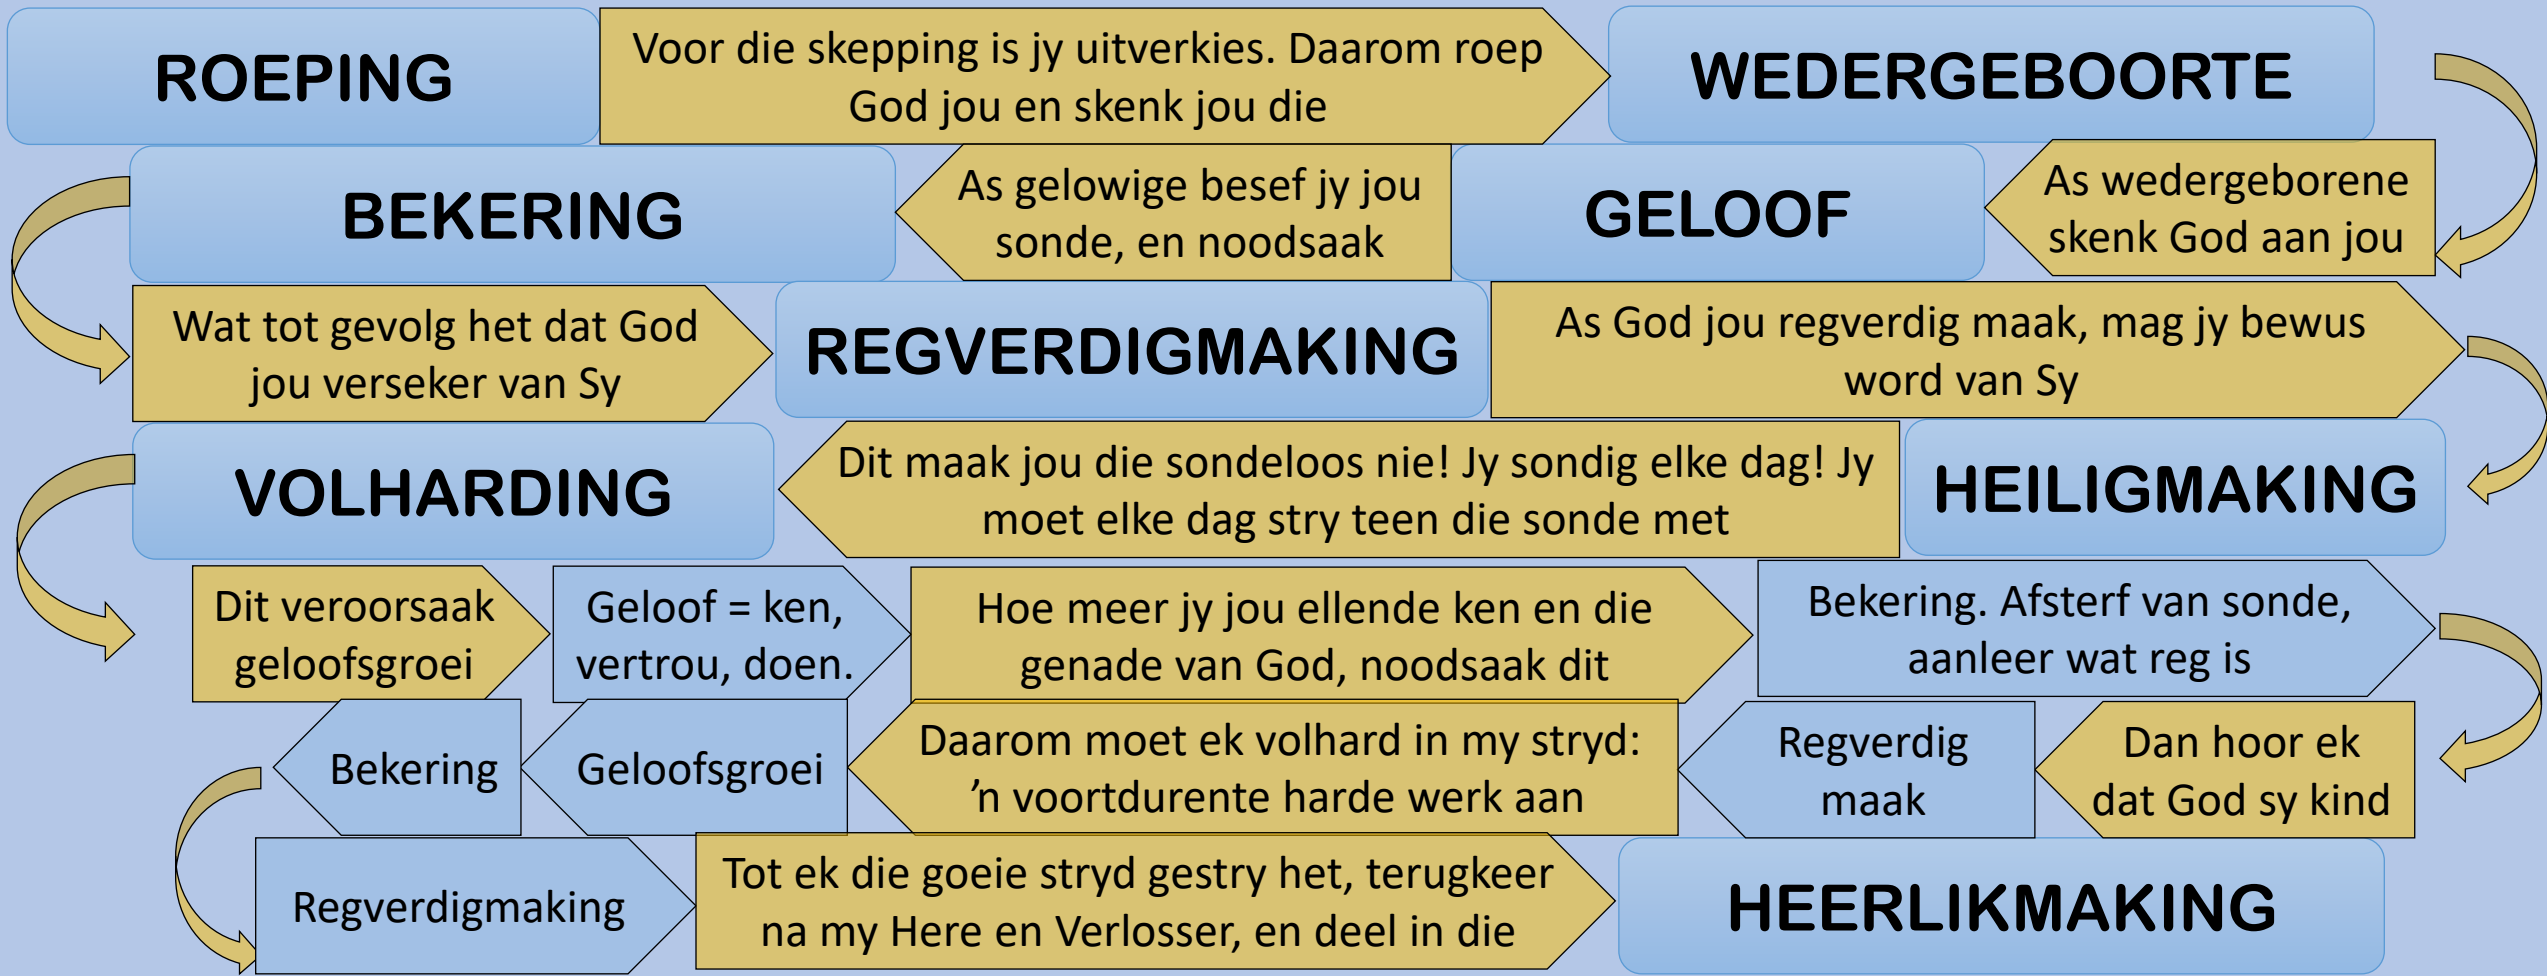 ROEPING
Voor die skepping is jy uitverkies. Daarom roep
God jou en skenk jou die
WEDERGEBOORTE
As wedergeborene
skenk God aan jou
GELOOF
As gelowige besef jy jou
sonde, en noodsaak
BEKERING
Wat tot gevolg het dat God
jou verseker van Sy
REGVERDIGMAKING
As God jou regverdig maak, mag jy bewus
word van Sy
HEILIGMAKING
Dit maak jou die sondeloos nie! Jy sondig elke dag! Jy
moet elke dag stry teen die sonde met
VOLHARDING
Dit veroorsaak
geloofsgroei
Geloof = ken,
vertrou, doen.
Hoe meer jy jou ellende ken en die
genade van God, noodsaak dit
Bekering. Afsterf van sonde,
aanleer wat reg is
Dan hoor ek
dat God sy kind
Regverdig
maak
Daarom moet ek volhard in my stryd:
’n voortdurente harde werk aan
Geloofsgroei
Bekering
Regverdigmaking
Tot ek die goeie stryd gestry het, terugkeer
na my Here en Verlosser, en deel in die
HEERLIKMAKING